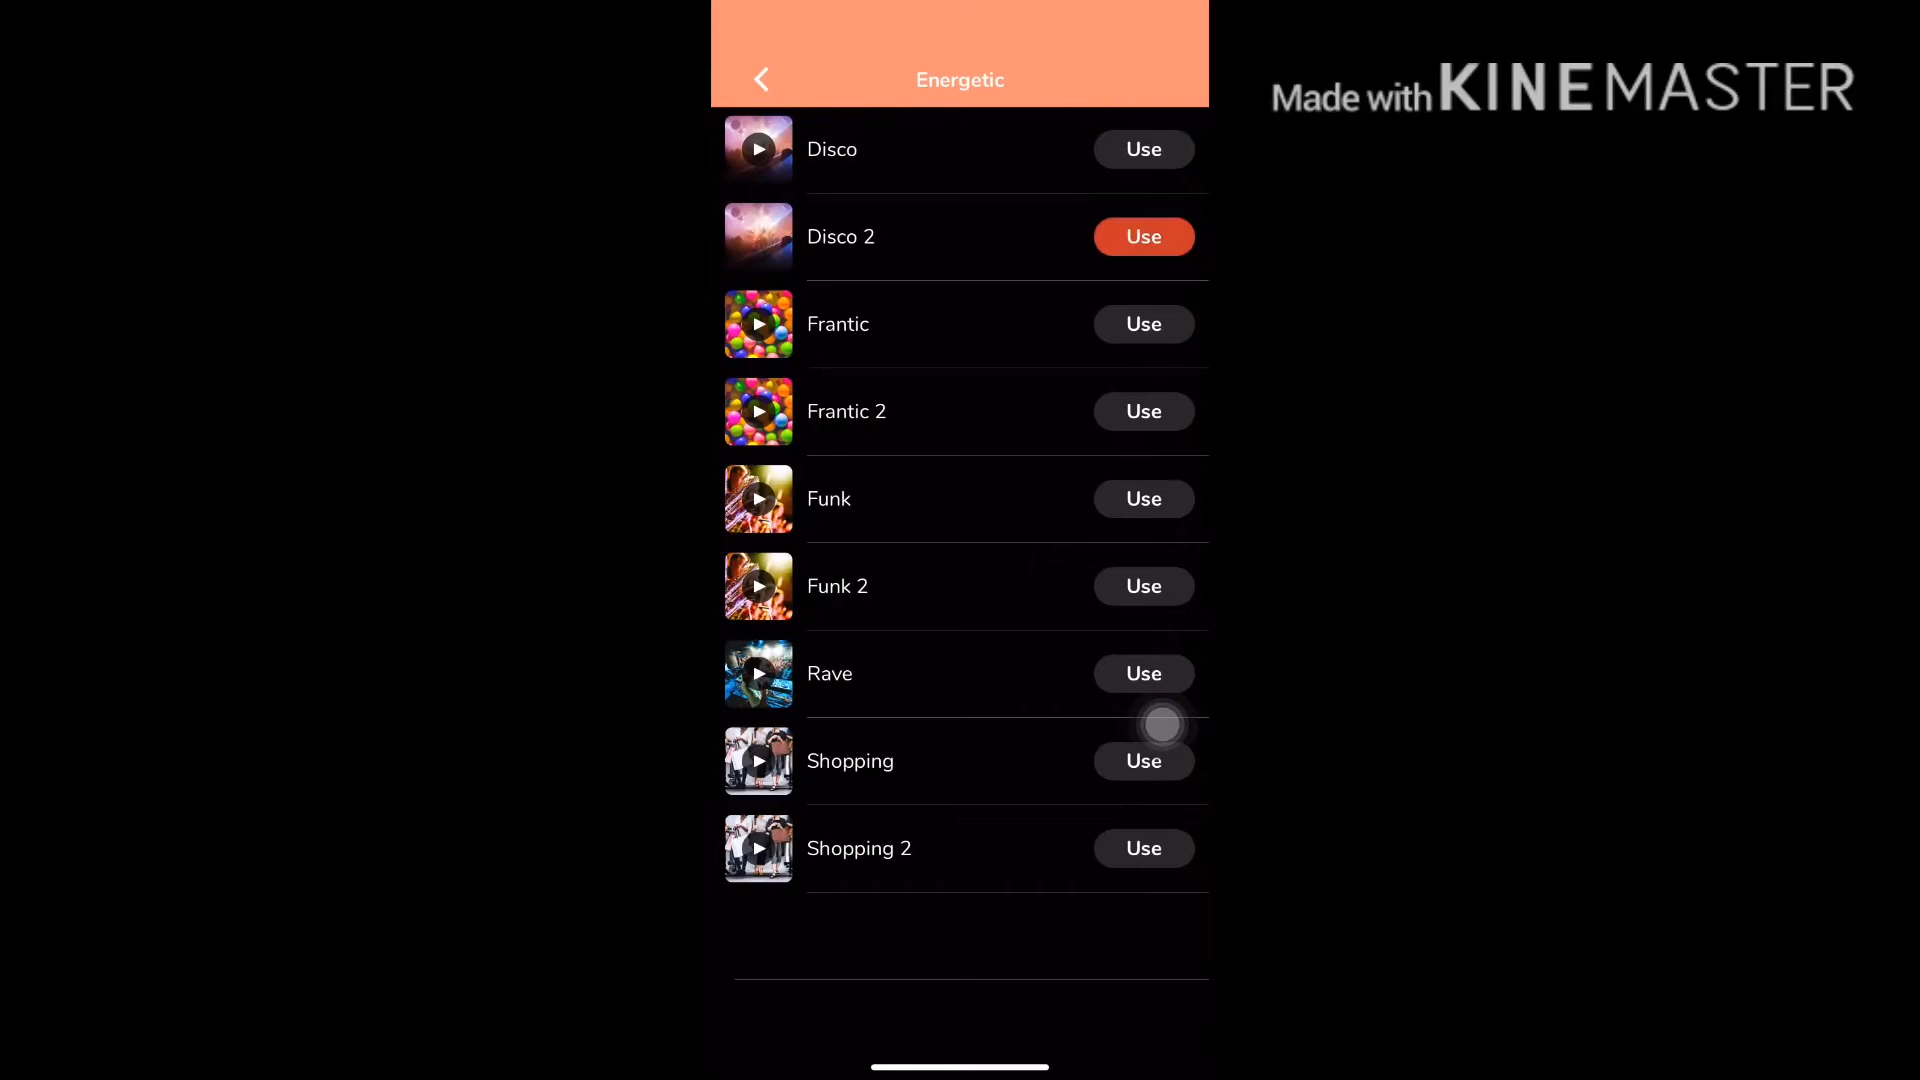 Energetic
Made with KINEMASTER
Disco
Use
Disco 2
Use
Frantic
Use
Frantic 2
Use
Funk
Use
Funk 2
Use
Rave
Use
Shopping
Use
Shopping 2
Use